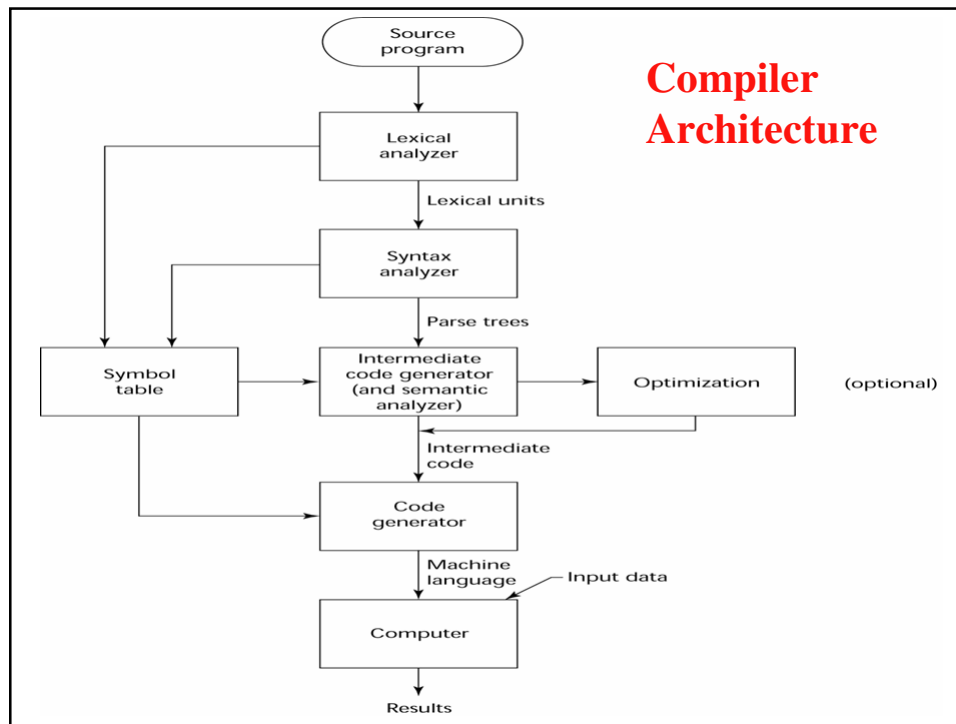 Source
program
Compiler
Architecture
Lexical
analyzer
Lexical units
Syntax
analyzer
Parse trees
Symbol
table
Intermediate
code generator
(and semantic
analyzer)
Optimization
(optional)
Intermediate
code
Code
generator
Machine
language
Input data
Computer
Results